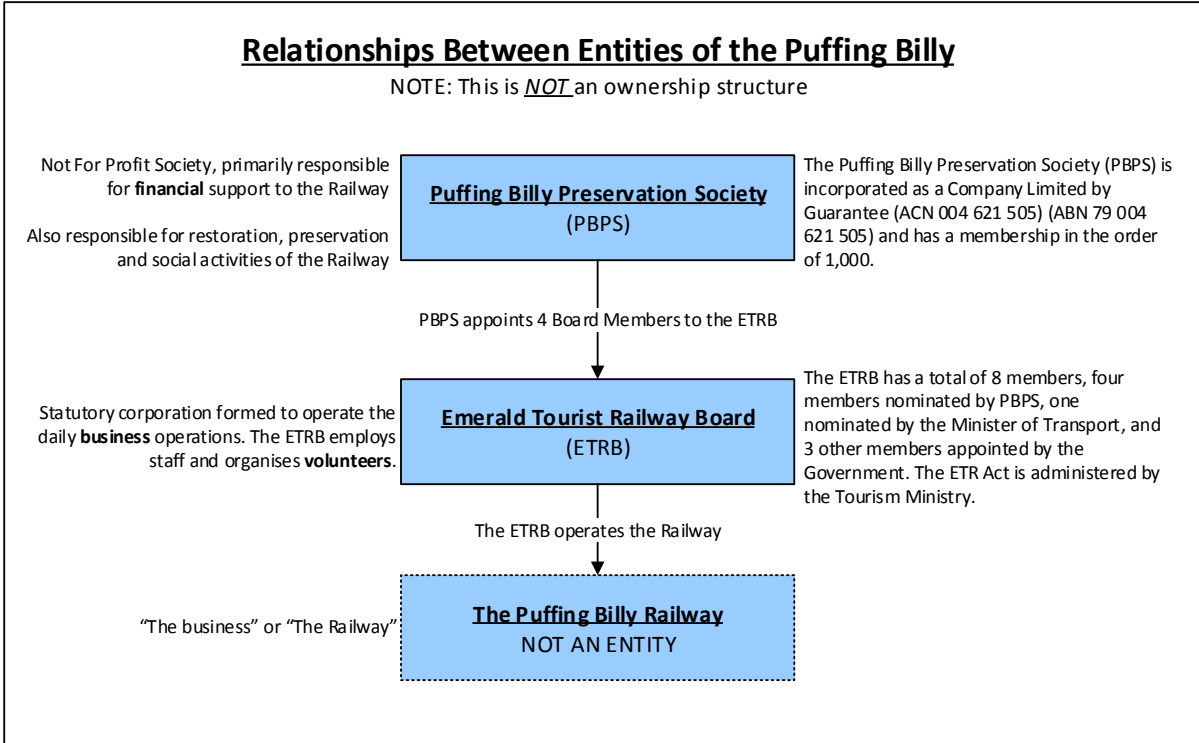 Relationships Between Entities of the Puffing Billy
NOTE: This is NOT an ownership structure
Not For Profit Society, primarily responsible
for financial support to the Railway
Also responsible for restoration, preservation
and social activities of the Railway
Puffing Billy Preservation Society
(PBPS)
The Puffing Billy Preservation Society (PBPS) is
incorporated as a Company Limited by
Guarantee (ACN 004 621 505) (ABN 79 004
621 505) and has a membership in the order
of 1,000.
PBPS appoints 4 Board Members to the ETRB
Statutory corporation formed to operate the
daily business operations. The ETRB employs
staff and organises volunteers.
Emerald Tourist Railway Board
(ETRB)
The ETRB has a total of 8 members, four
members nominated by PBPS, one
nominated by the Minister of Transport, and
3 other members appointed by the
Government. The ETR Act is administered by
the Tourism Ministry.
The ETRB operates the Railway
“The business” or “The Railway”
The Puffing Billy Railway
NOT AN ENTITY